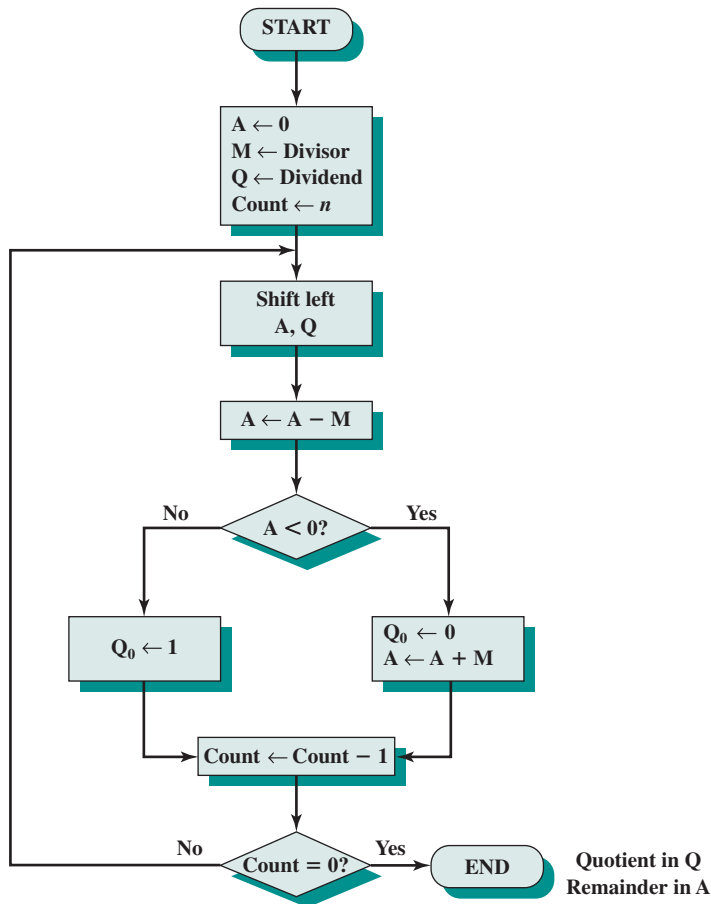 START
A ← 0
M ← Divisor
Q ← Dividend
Count ← n
Shift left
A, Q
A ← A − M
No
A < 0?
Yes
Q₀ ← 1
Q₀ ← 0
A ← A + M
Count ← Count − 1
No
Count = 0?
Yes
END
Quotient in Q
Remainder in A